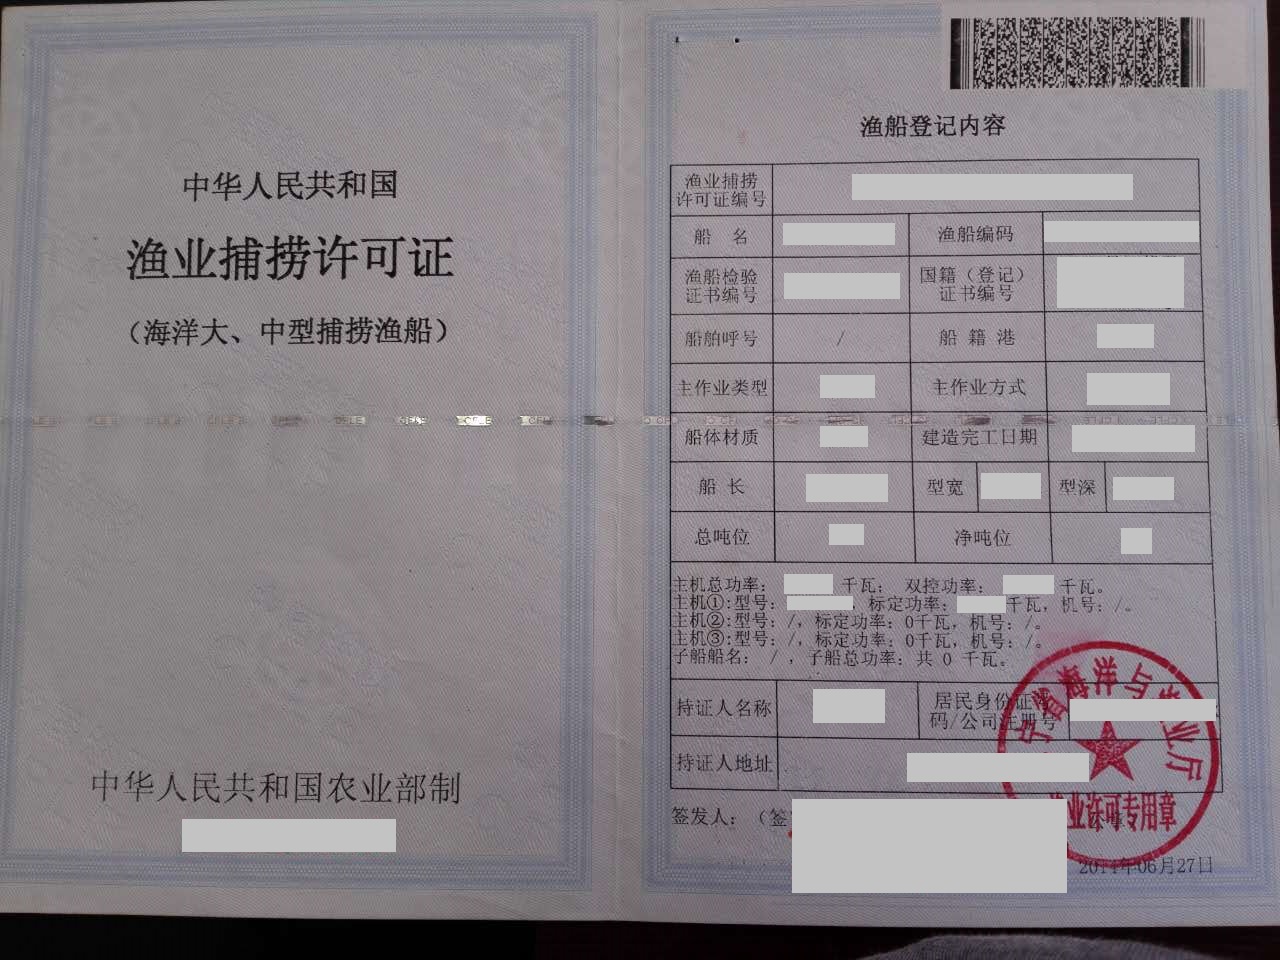 中华人民共和国
渔业捕捞许可证
（海洋大、中型捕捞渔船）
中华人民共和国农业部制
渔船登记内容
渔业捕捞
许可证编号
船 名
渔船编码
渔船检验
证书编号
国籍（登记）
证书编号
船舶呼号 /
船 籍 港
主作业类型
主作业方式
船体材质
建造完工日期
船 长
型宽
型深
总吨位
净吨位
主机总功率： 千瓦； 双控功率： 千瓦。
主机①:型号： ，标定功率： 千瓦，机号：/。
主机②:型号：/，标定功率：0千瓦，机号：/。
主机③:型号：/，标定功率：0千瓦，机号：/。
子船船名： / ，子船总功率：共 0 千瓦。
持证人名称
居民身份证号
码/公司注册号
持证人地址
签发人：（签
宁省海洋与 业厅
业许可专用章
2014年06月27日